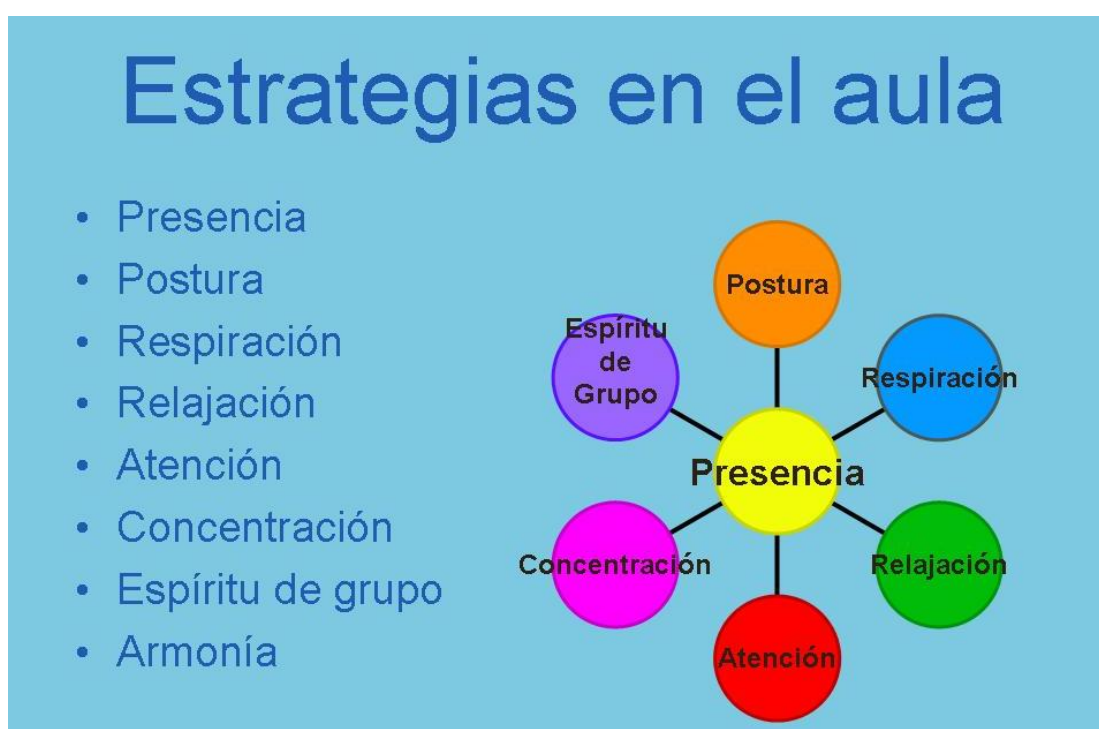 Estrategias en el aula
• Presencia
• Postura
• Respiración
• Relajación
• Atención
• Concentración
• Espíritu de grupo
• Armonía
Postura
Espíritu
de
Grupo
Respiración
Presencia
Concentración
Relajación
Atención